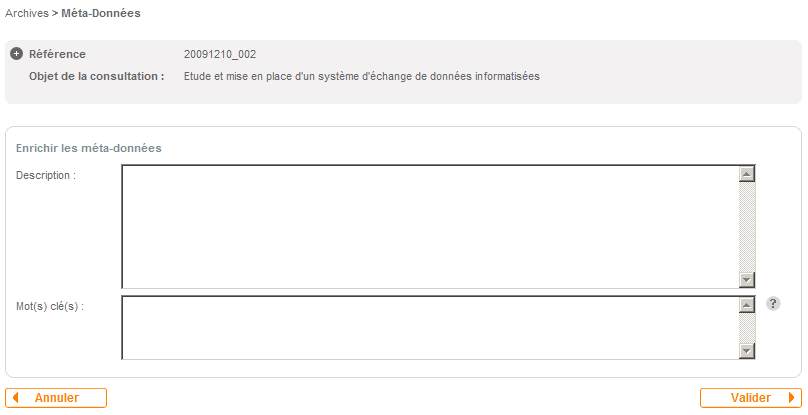 Archives > Méta-Données
Référence 20091210_002
Objet de la consultation : Etude et mise en place d'un système d'échange de données informatisées
Enrichir les méta-données
Description :
Mot(s) clé(s) :
?
Annuler
Valider